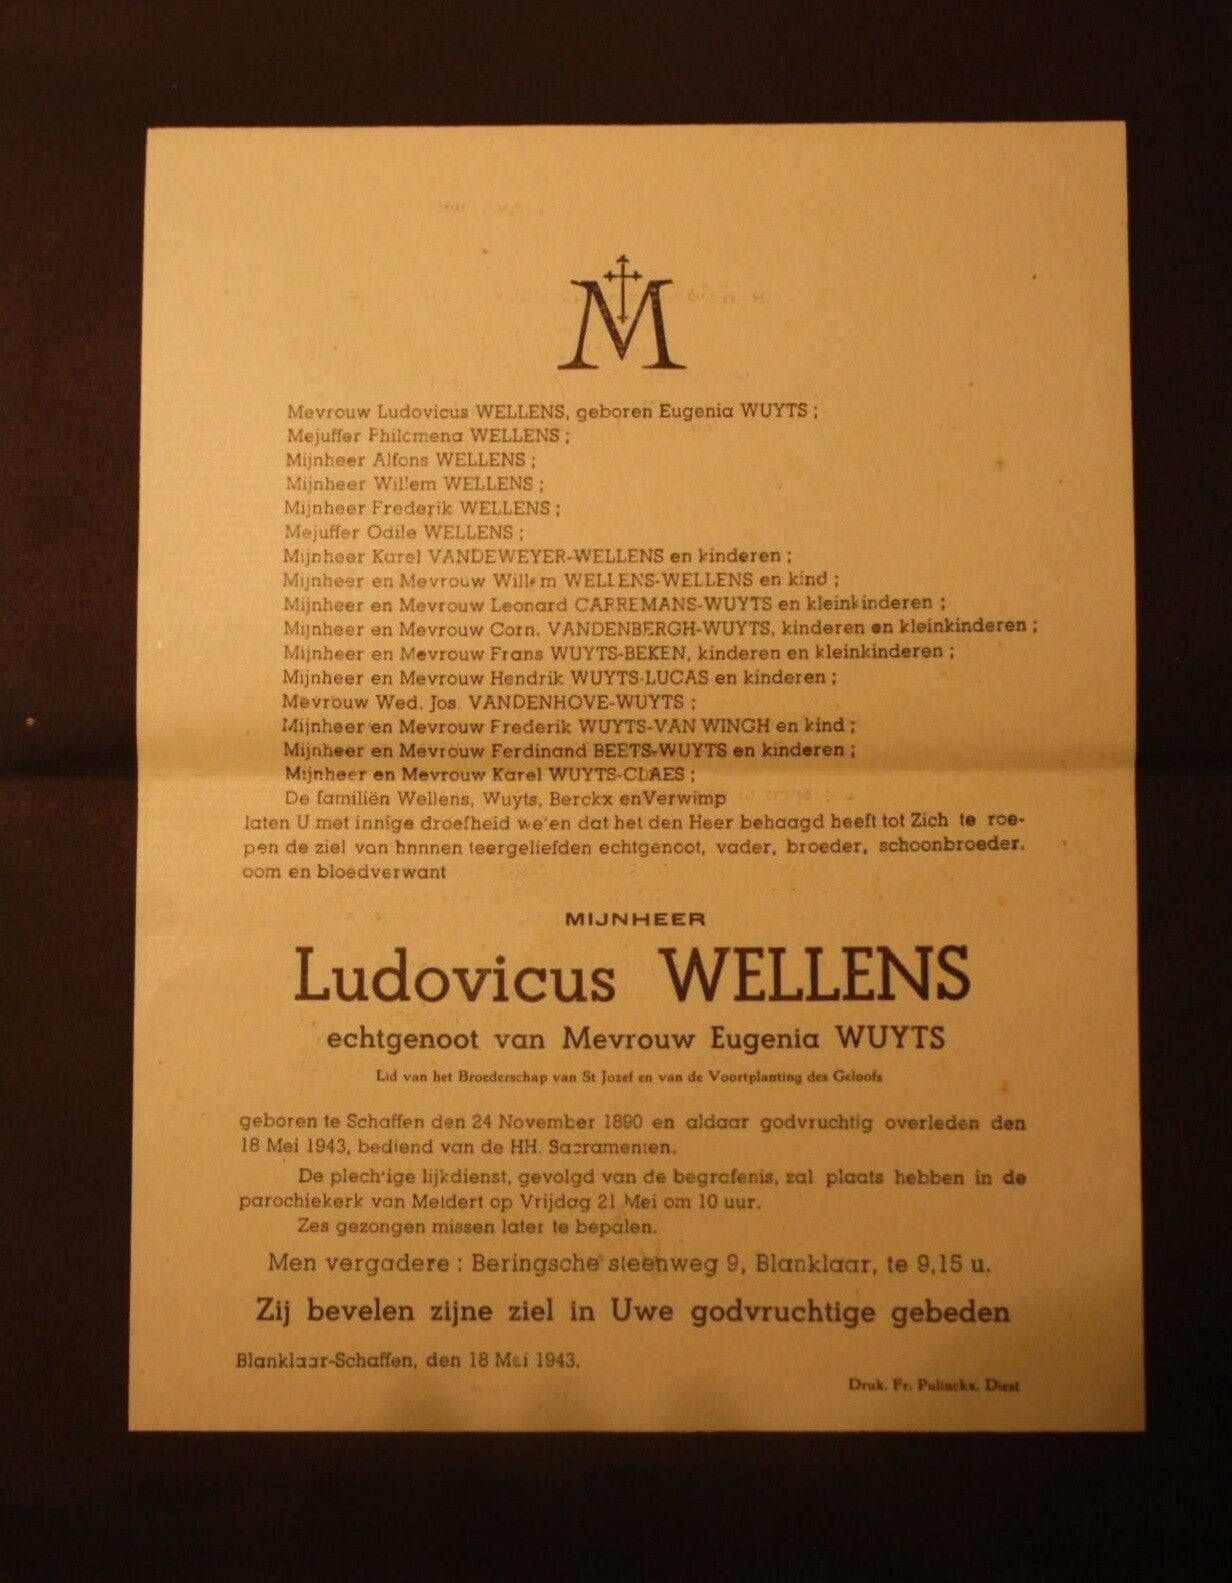 M
Mevrouw Ludovicus WELLENS, geboren Eugenia WUYTS ;
Mejuffer Philomena WELLENS ;
Mijnheer Alfons WELLENS ;
Mijnheer Willem WELLENS ;
Mijnheer Frederik WELLENS ;
Mejuffer Odile WELLENS ;
Mijnheer Karel VANDEWEYER-WELLENS en kinderen ;
Mijnheer en Mevrouw Willem WELLENS-WELLENS en kind ;
Mijnheer en Mevrouw Leonard CARREMANS-WUYTS en kleinkinderen ;
Mijnheer en Mevrouw Corn. VANDENBERGH-WUYTS, kinderen en kleinkinderen ;
Mijnheer en Mevrouw Frans WUYTS-BEKEN, kinderen en kleinkinderen ;
Mijnheer en Mevrouw Hendrik WUYTS-LUCAS en kinderen ;
Mevrouw Wed. Jos. VANDENHOVE-WUYTS ;
Mijnheer en Mevrouw Frederik WUYTS-VAN WINGH en kind ;
Mijnheer en Mevrouw Ferdinand BEETS-WUYTS en kinderen ;
Mijnheer en Mevrouw Karel WUYTS-CLAES ;
De familiën Wellens, Wuyts, Berckx enVerwimp
laten U met innige droefheid we'en dat het den Heer behaagd heeft tot Zich te roe-
pen de ziel van hnnnen teergeliefden echtgenoot, vader, broeder, schoonbroeder,
oom en bloedverwant
MIJNHEER
Ludovicus WELLENS
echtgenoot van Mevrouw Eugenia WUYTS
Lid van het Broederschap van St Jozef en van de Voortplanting des Geloofs
geboren te Schaffen den 24 November 1890 en aldaar godvruchtig overleden den
18 Mei 1943, bediend van de HH. Sacramenten.
De plech'ige lijkdienst, gevolgd van de begrafenis, zal plaats hebben in de
parochiekerk van Meldert op Vrijdag 21 Mei om 10 uur.
Zes gezongen missen later te bepalen.
Men vergadere : Beringsche steenweg 9, Blanklaar, te 9,15 u.
Zij bevelen zijne ziel in Uwe godvruchtige gebeden
Blanklaar-Schaffen, den 18 Mei 1943.
Druk. Fr. Pulinckx. Diest